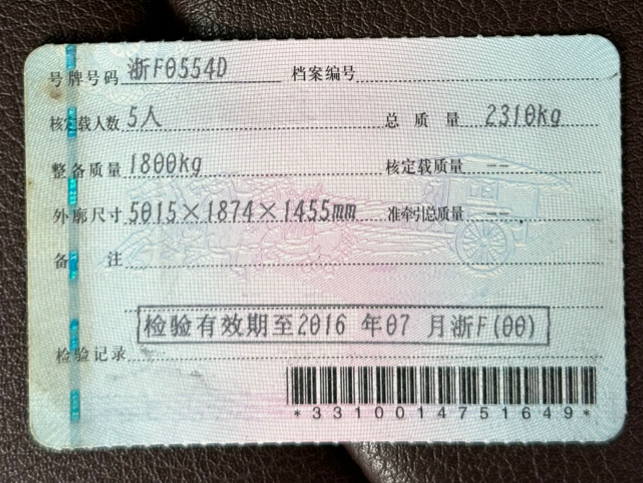 号牌号码 浙F0554D 档案编号
核定载人数 5人 总质量 2310kg
整备质量 1800kg 核定载质量 --
外廓尺寸 5015×1874×1455mm 准牵引总质量 --
备注
检验有效期至2016 年07 月浙F(00)
检验记录
*3310014751649*